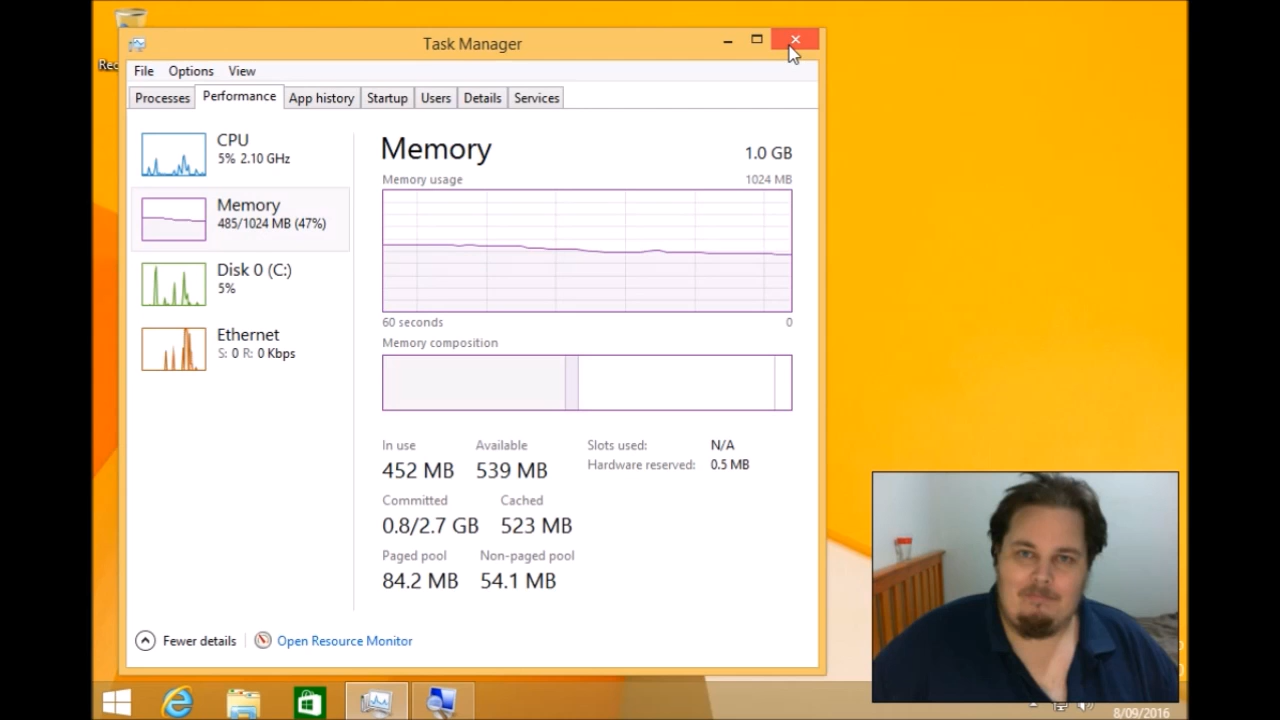 Rec
Task Manager
File Options View
Processes Performance App history Startup Users Details Services
CPU
5% 2.10 GHz
Memory
485/1024 MB (47%)
Disk 0 (C:)
5%
Ethernet
S: 0 R: 0 Kbps
Memory 1.0 GB
Memory usage 1024 MB
60 seconds 0
Memory composition
In use Available
452 MB 539 MB
Committed Cached
0.8/2.7 GB 523 MB
Paged pool Non-paged pool
84.2 MB 54.1 MB
Slots used: N/A
Hardware reserved: 0.5 MB
Fewer details Open Resource Monitor
8/09/2016